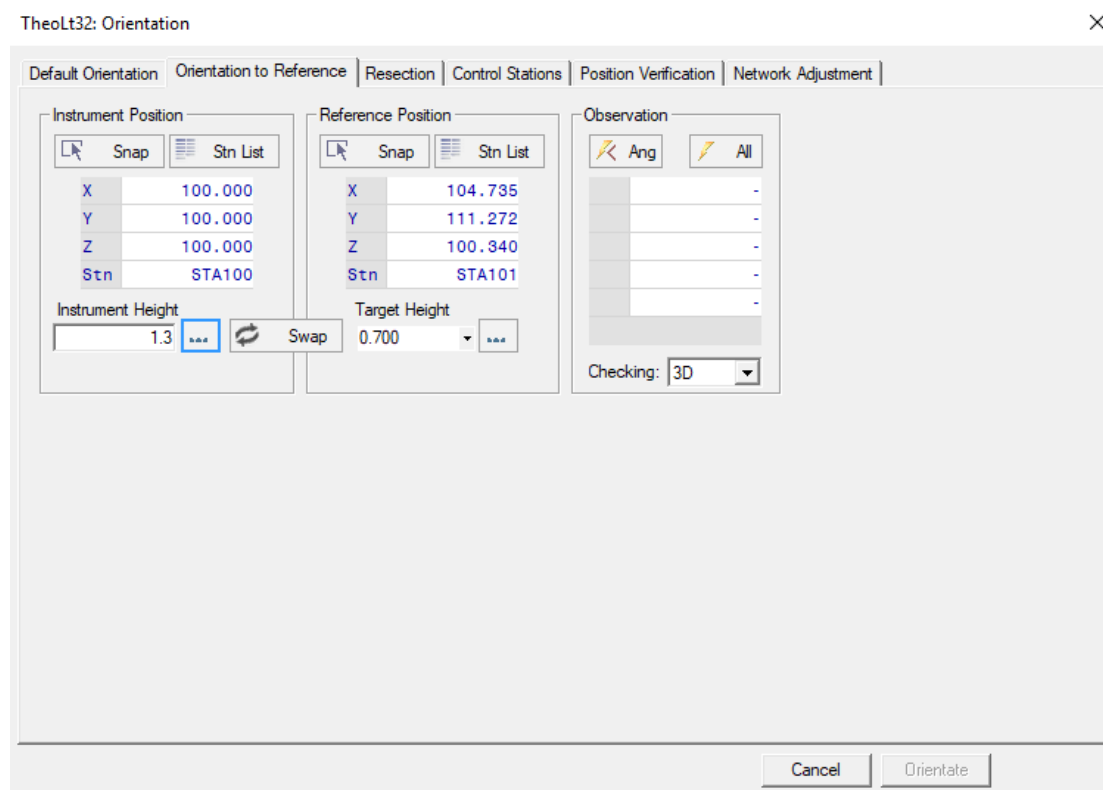 TheoLt32: Orientation
Default Orientation Orientation to Reference Resection Control Stations Position Verification Network Adjustment
Instrument Position
Snap Stn List
X 100.000
Y 100.000
Z 100.000
Stn STA100
Instrument Height
1.3 ... Swap
Reference Position
Snap Stn List
X 104.735
Y 111.272
Z 100.340
Stn STA101
Target Height
0.700 ...
Observation
Ang All
-
-
-
-
-
Checking: 3D
Cancel Orientate